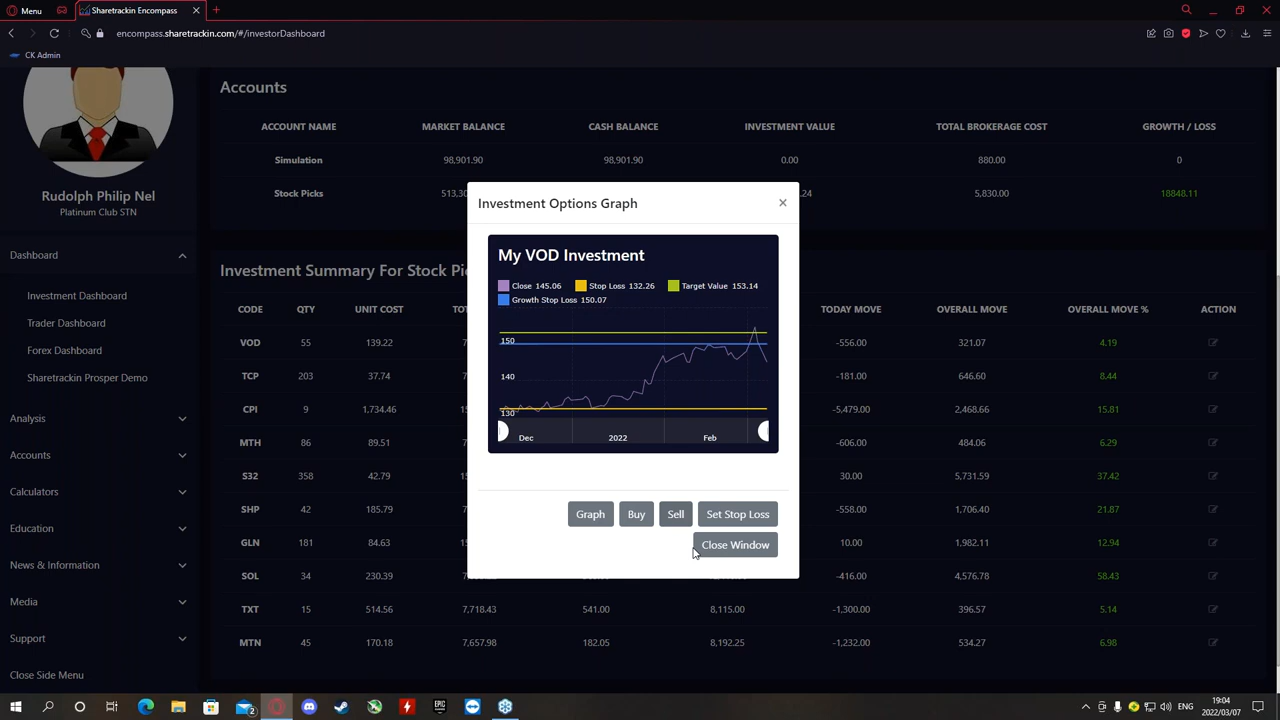 Menu
Sharetrackin Encompass
encompass.sharetrackin.com/#/investorDashboard
CK Admin
Rudolph Philip Nel
Platinum Club STN
Dashboard
Investment Dashboard
Trader Dashboard
Forex Dashboard
Sharetrackin Prosper Demo
Analysis
Accounts
Calculators
Education
News & Information
Media
Support
Close Side Menu
Accounts
ACCOUNT NAME MARKET BALANCE CASH BALANCE INVESTMENT VALUE TOTAL BROKERAGE COST GROWTH / LOSS
Simulation 98,901.90 98,901.90 0.00 880.00 0
Stock Picks 5,830.00 18848.11
Investment Summary For Stock
CODE QTY UNIT COST TODAY MOVE OVERALL MOVE OVERALL MOVE % ACTION
VOD 55 139.22 -556.00 321.07 4.19
TCP 203 37.74 -181.00 646.60 8.44
CPI 9 1,734.46 -5,479.00 2,468.66 15.81
MTH 86 89.51 -606.00 484.06 6.29
S32 358 42.79 30.00 5,731.59 37.42
SHP 42 185.79 -558.00 1,706.40 21.87
GLN 181 84.63 10.00 1,982.11 12.94
SOL 34 230.39 -416.00 4,576.78 58.43
TXT 15 514.56 7,718.43 541.00 8,115.00 -1,300.00 396.57 5.14
MTN 45 170.18 7,657.98 182.05 8,192.25 -1,232.00 534.27 6.98
Investment Options Graph ×
My VOD Investment
Close 145.06 Stop Loss 132.26 Target Value 153.14
Growth Stop Loss 150.07
150
140
130
Dec 2022 Feb
Graph Buy Sell Set Stop Loss
Close Window
EPIC
2
ENG
19:04
2022/03/07